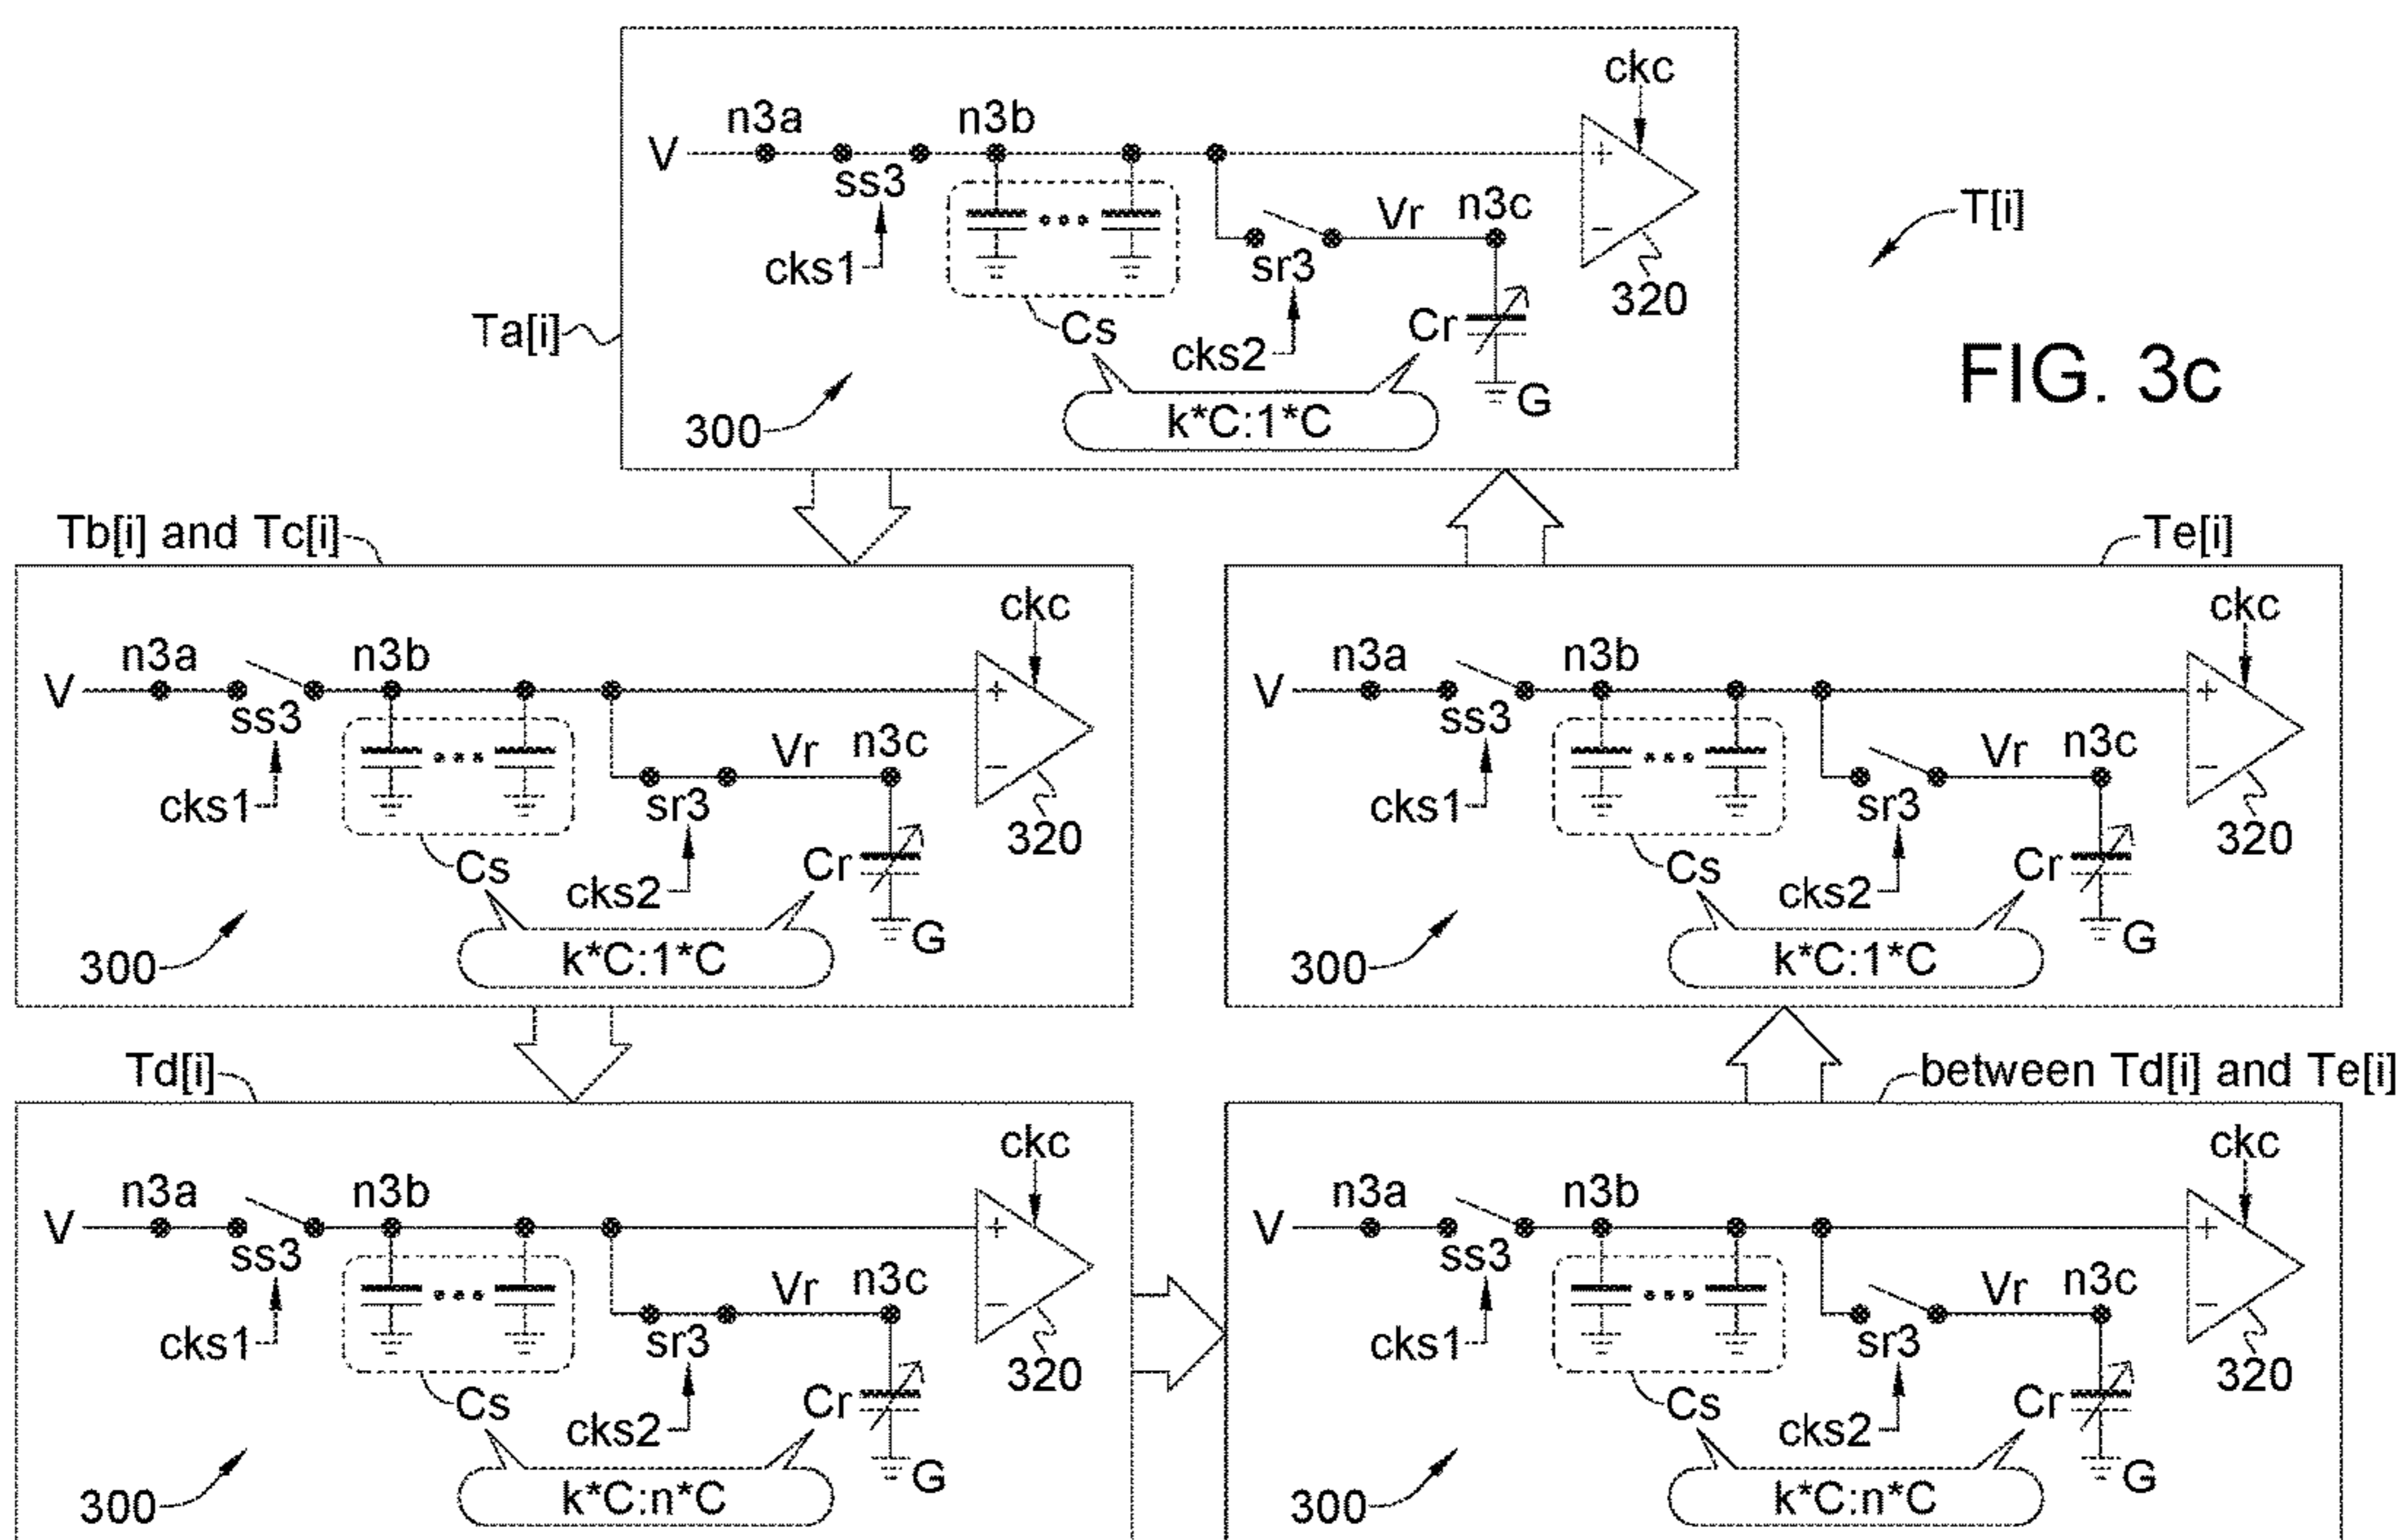 FIG. 3c
T[i]
Ta[i]
ckc
n3a
n3b
V
+
ss3
Vr
n3c
−
cks1
sr3
320
Cs
Cr
cks2
G
300
k*C:1*C
Tb[i] and Tc[i]
ckc
n3a
n3b
V
+
ss3
Vr
n3c
−
cks1
sr3
320
Cs
Cr
cks2
G
300
k*C:1*C
Td[i]
ckc
n3a
n3b
V
+
ss3
Vr
n3c
−
cks1
sr3
320
Cs
Cr
cks2
G
300
k*C:n*C
between Td[i] and Te[i]
ckc
n3a
n3b
V
+
ss3
Vr
n3c
−
cks1
sr3
320
Cs
Cr
cks2
G
300
k*C:n*C
Te[i]
ckc
n3a
n3b
V
+
ss3
Vr
n3c
−
cks1
sr3
320
Cs
Cr
cks2
G
300
k*C:1*C